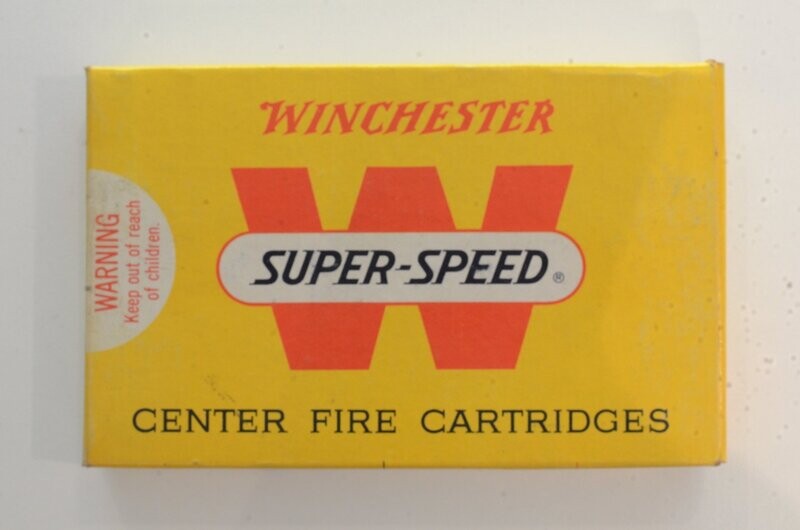 WINCHESTER
W
SUPER-SPEED®
CENTER FIRE CARTRIDGES
WARNING
Keep out of reach
of children.